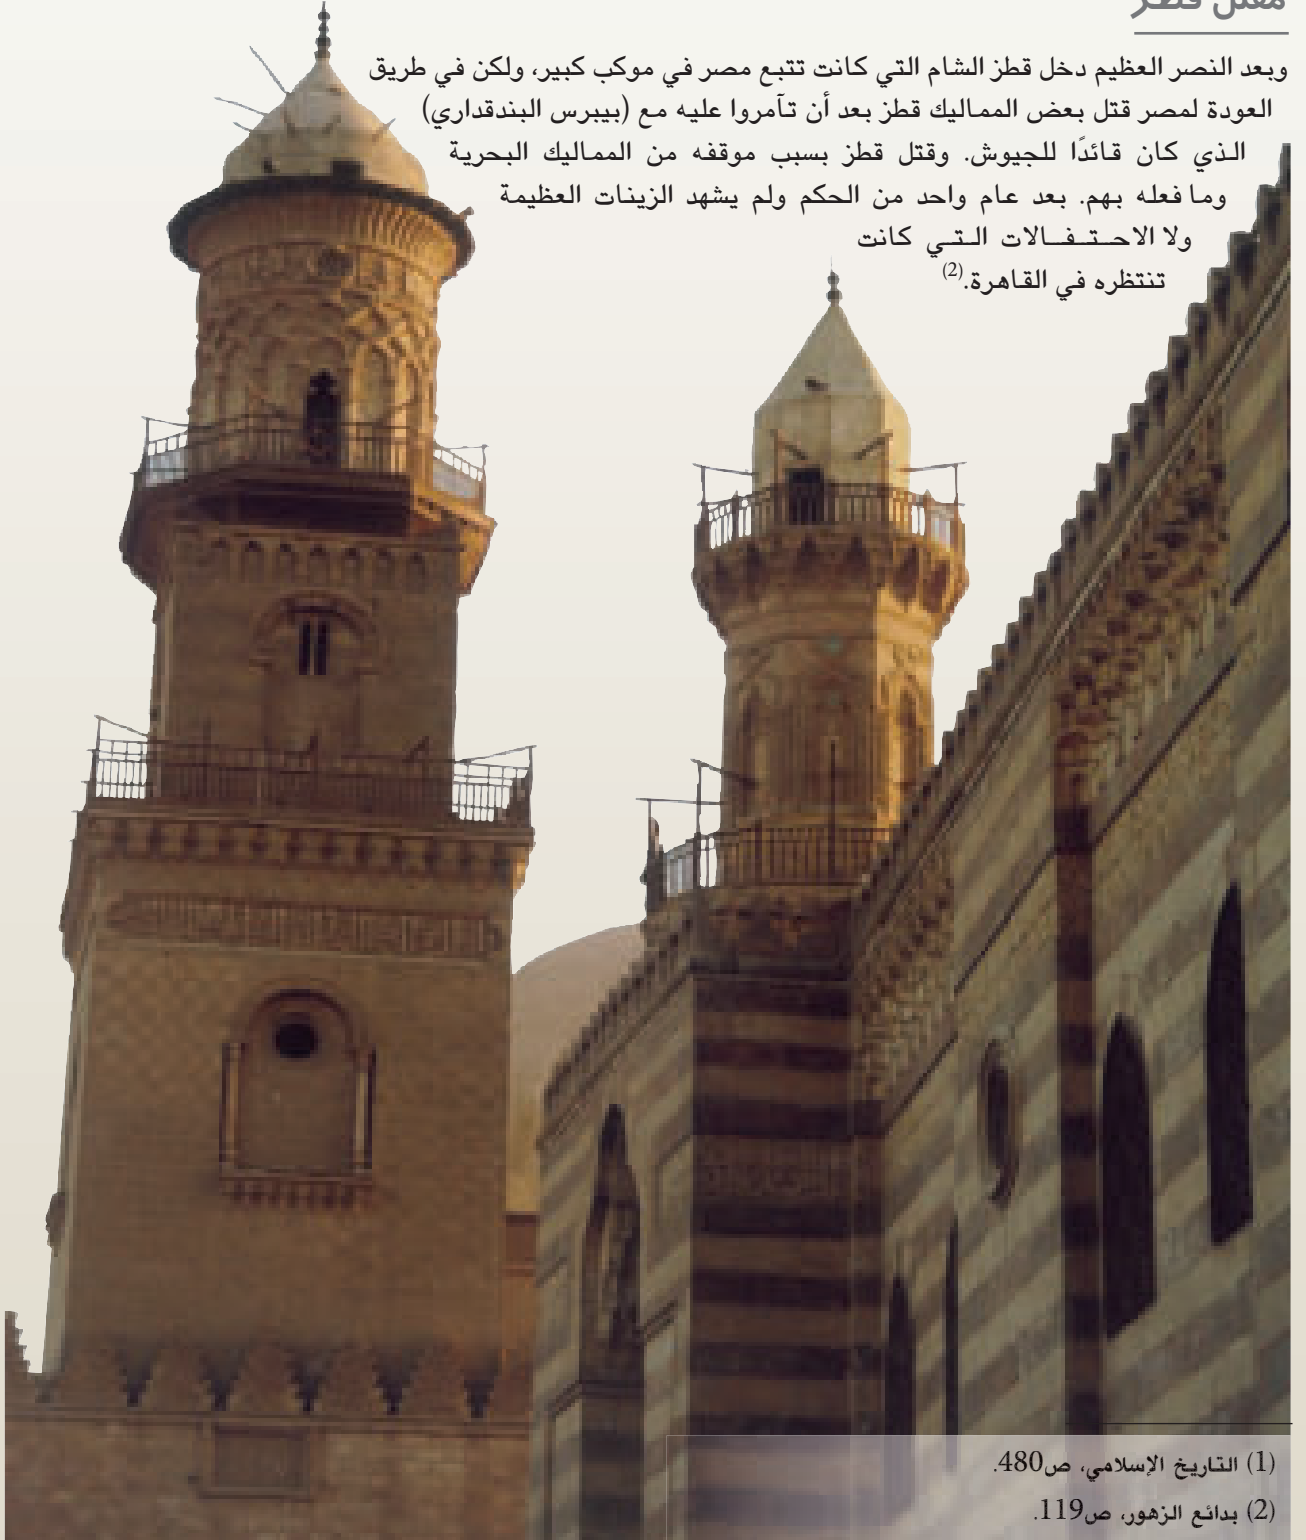 مقتل قطز
وبعد النصر العظيم دخل قطز الشام التي كانت تتبع مصر في موكب كبير، ولكن في طريق
العودة لمصر قتل بعض المماليك قطز بعد أن تآمروا عليه مع (بيبرس البندقداري)
الذي كان قائدًا للجيوش. وقتل قطز بسبب موقفه من المماليك البحرية
وما فعله بهم. بعد عام واحد من الحكم ولم يشهد الزينات العظيمة
ولا الاحتفالات التي كانت
تنتظره في القاهرة.(2)
(1) التاريخ الإسلامي، ص480.
(2) بدائع الزهور، ص119.